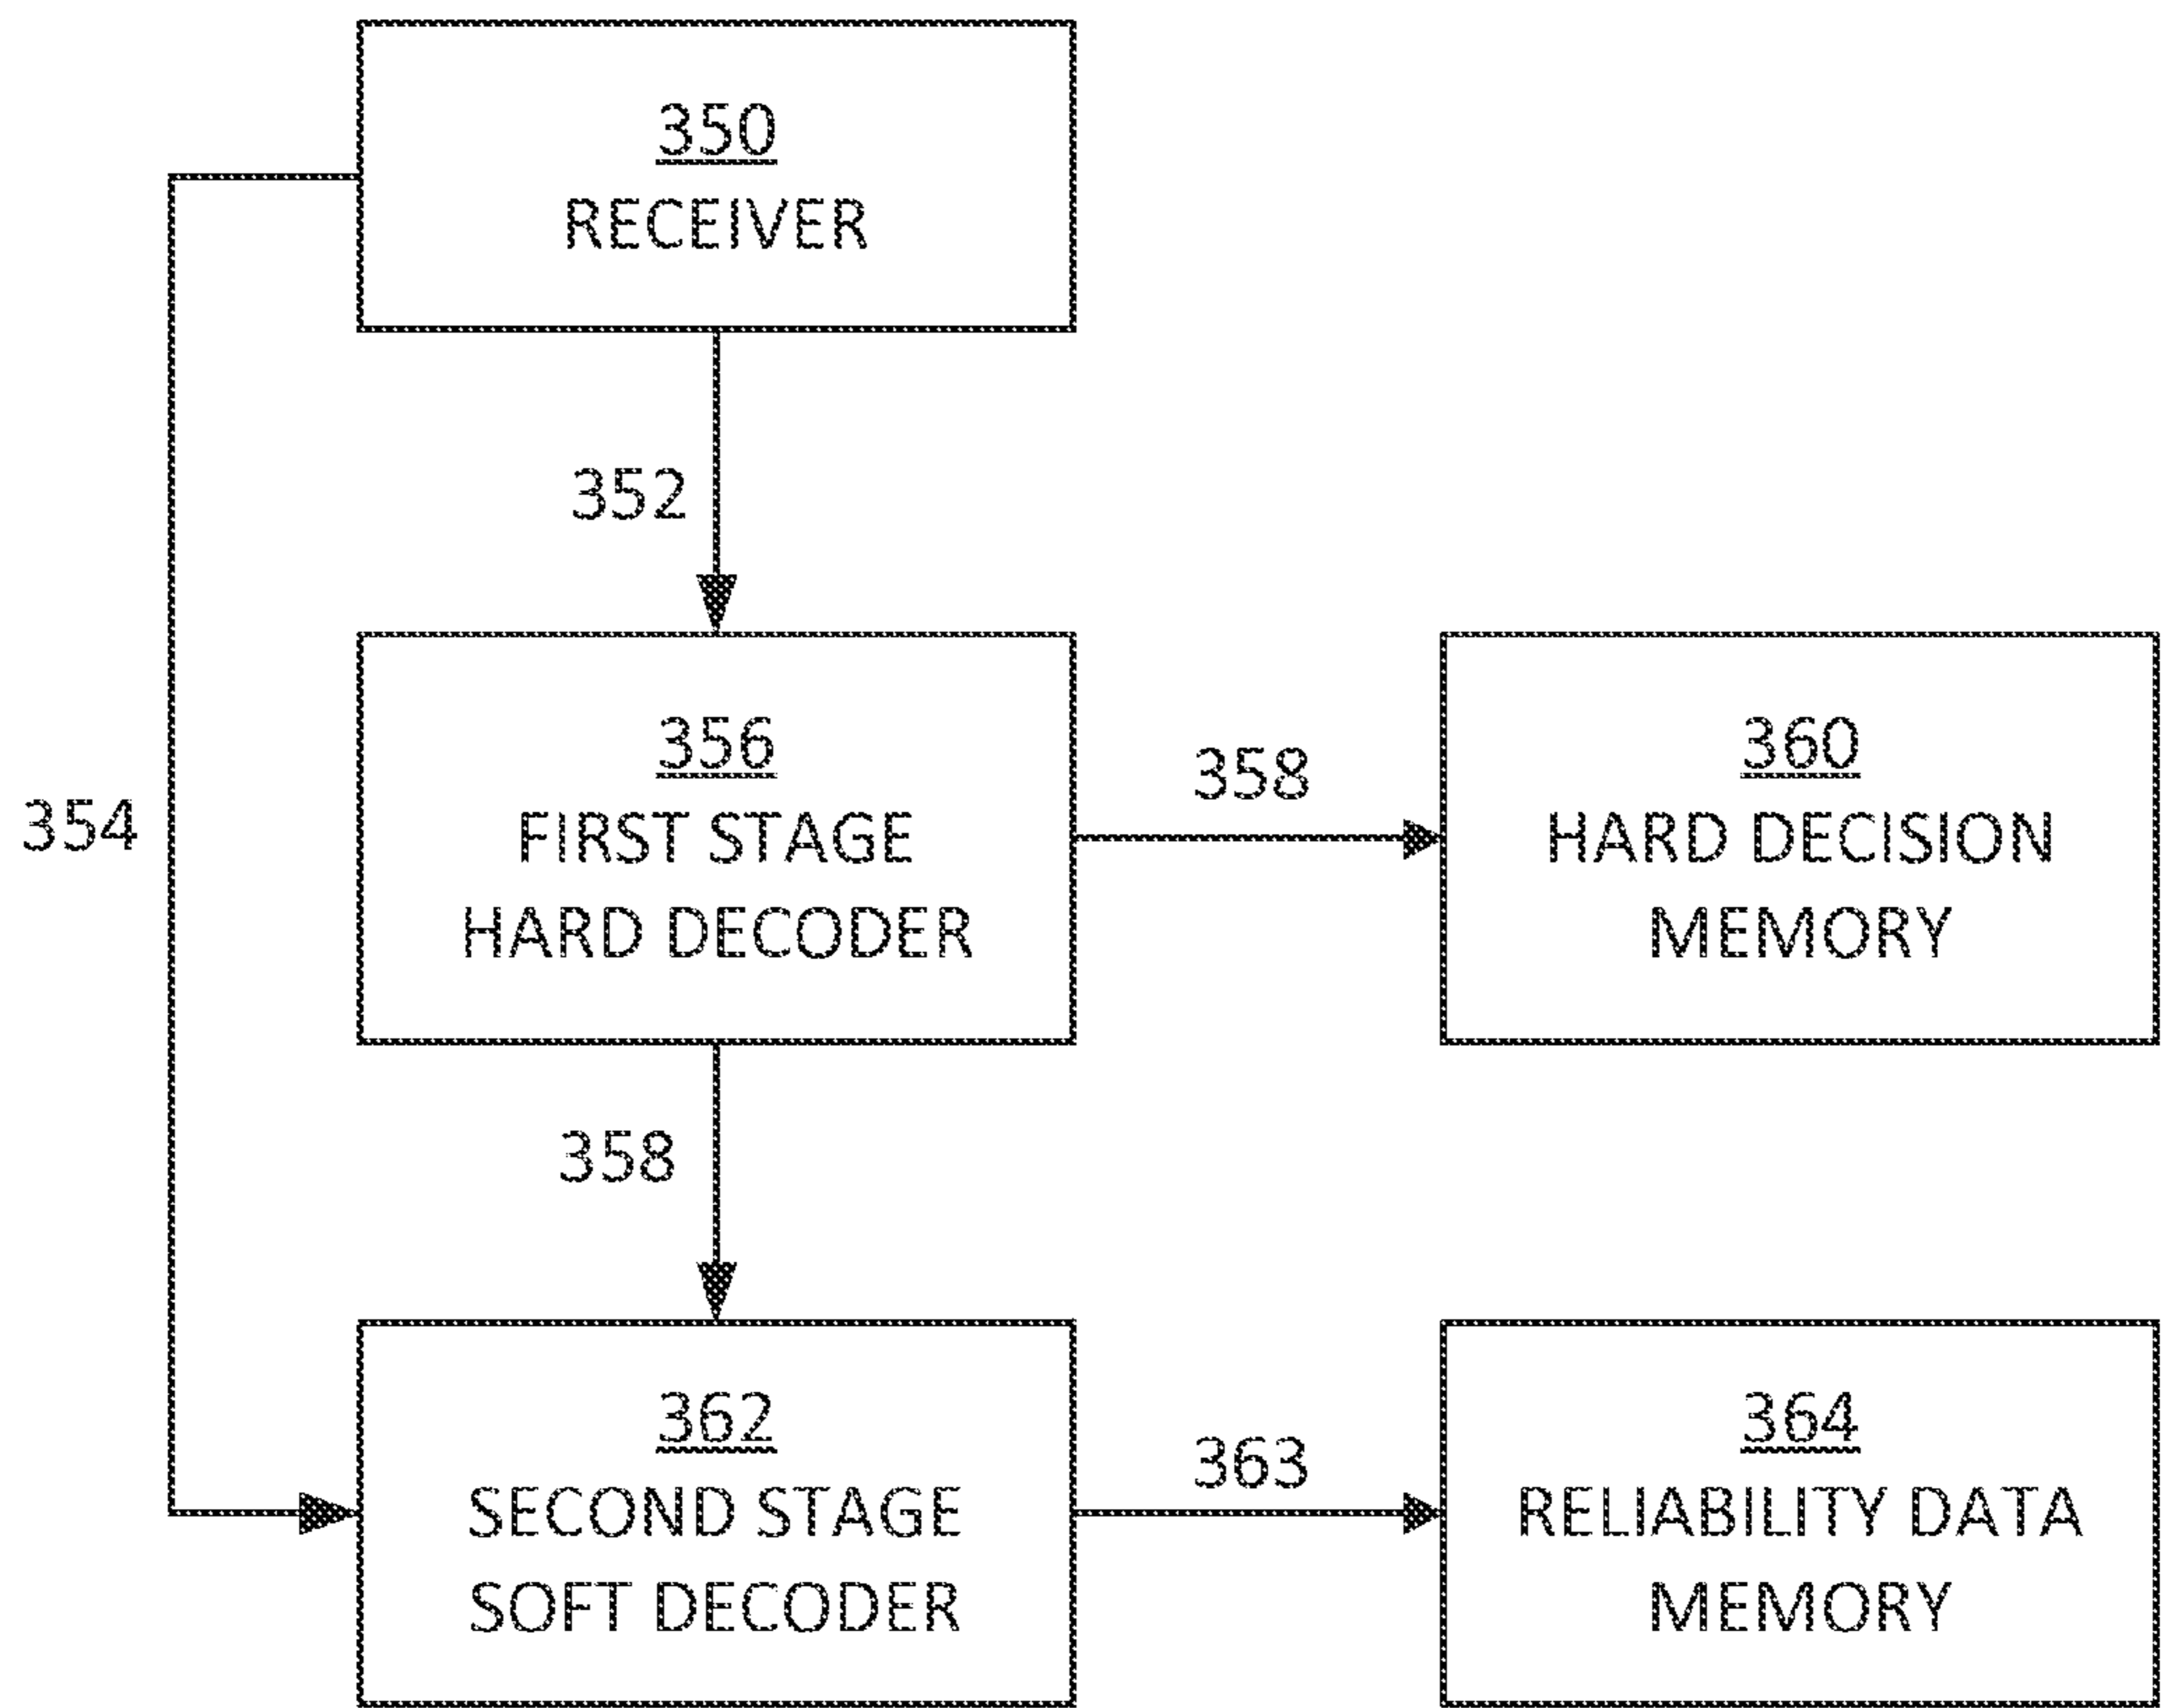 350
RECEIVER
352
354
356
FIRST STAGE
HARD DECODER
358
360
HARD DECISION
MEMORY
358
362
SECOND STAGE
SOFT DECODER
363
364
RELIABILITY DATA
MEMORY